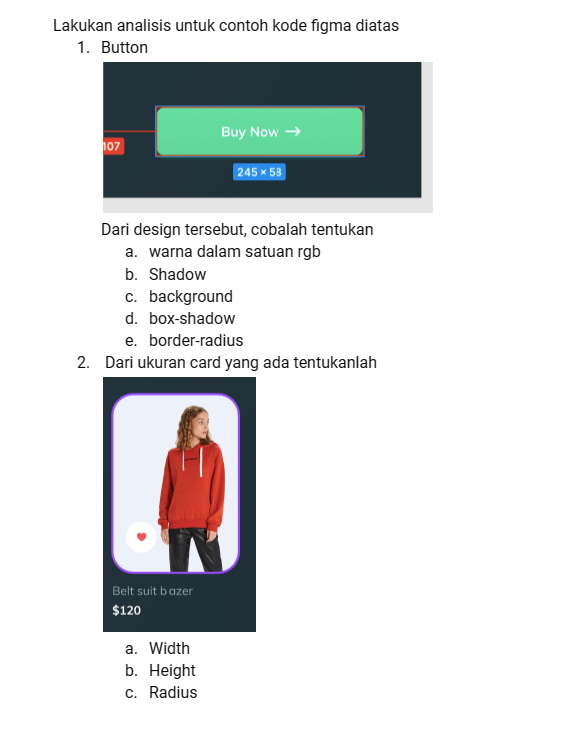 Lakukan analisis untuk contoh kode figma diatas
1. Button
Buy Now →
107
245 × 58
Dari design tersebut, cobalah tentukan
a. warna dalam satuan rgb
b. Shadow
c. background
d. box-shadow
e. border-radius
2. Dari ukuran card yang ada tentukanlah
Belt suit b azer
$120
a. Width
b. Height
c. Radius